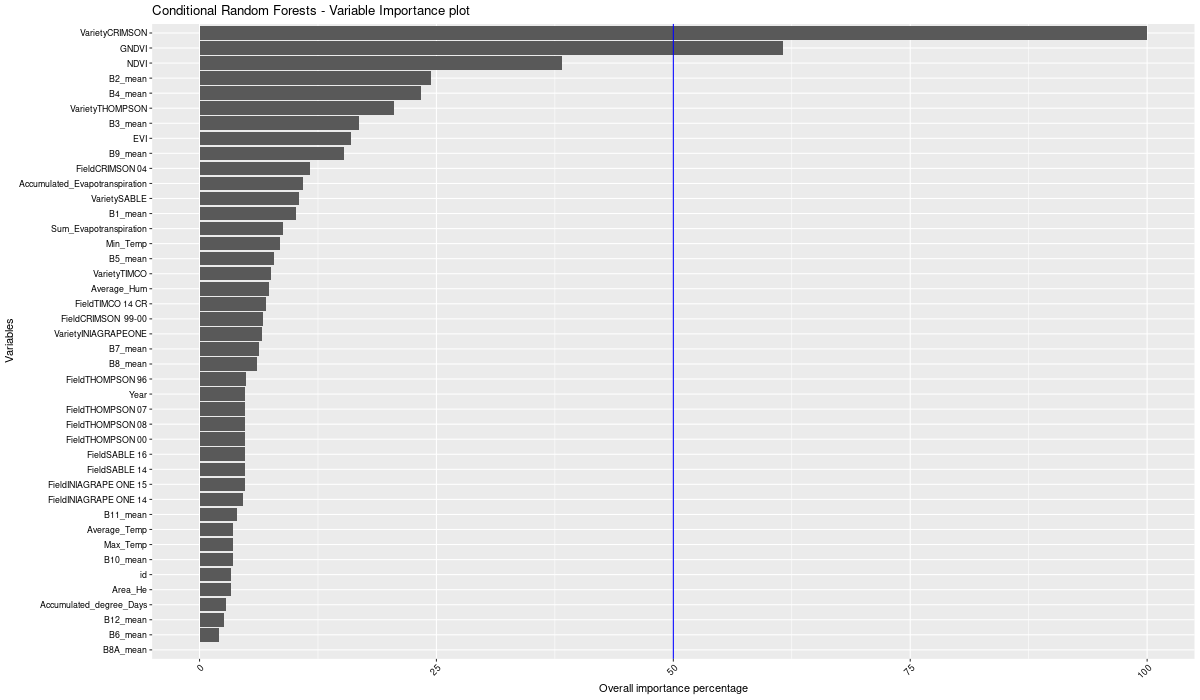 Conditional Random Forests - Variable Importance plot
VarietyCRIMSON
GNDVI
NDVI
B2_mean
B4_mean
VarietyTHOMPSON
B3_mean
EVI
B9_mean
FieldCRIMSON 04
Accumulated_Evapotranspiration
VarietySABLE
B1_mean
Sum_Evapotranspiration
Min_Temp
B5_mean
VarietyTIMCO
Average_Hum
FieldTIMCO 14 CR
FieldCRIMSON 99-00
VarietyINIAGRAPEONE
B7_mean
B8_mean
FieldTHOMPSON 96
Year
FieldTHOMPSON 07
FieldTHOMPSON 08
FieldTHOMPSON 00
FieldSABLE 16
FieldSABLE 14
FieldINIAGRAPE ONE 15
FieldINIAGRAPE ONE 14
B11_mean
Average_Temp
Max_Temp
B10_mean
id
Area_He
Accumulated_degree_Days
B12_mean
B6_mean
B8A_mean
Variables
0 25 50 75 100
Overall importance percentage